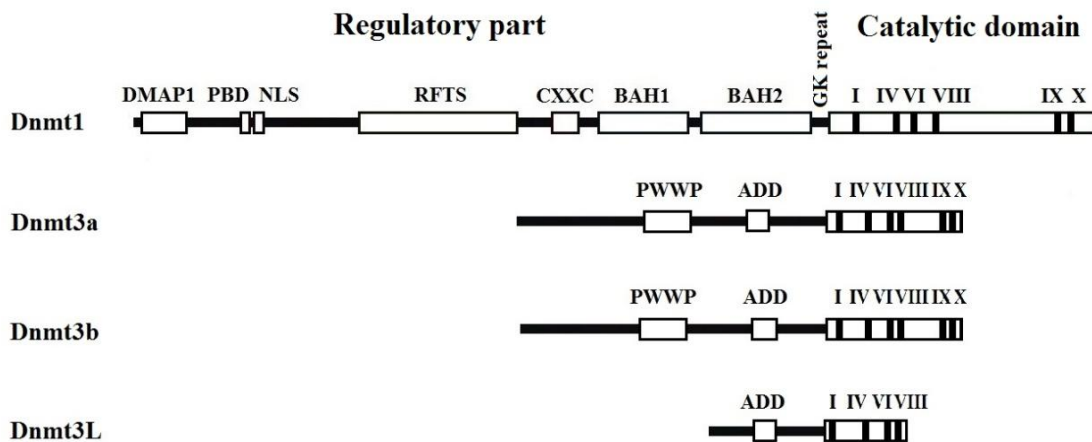 Regulatory part Catalytic domain
GK repeat
DMAP1 PBD NLS RFTS CXXC BAH1 BAH2 I IV VI VIII IX X
Dnmt1
PWWP ADD I IV VI VIII IX X
Dnmt3a
PWWP ADD I IV VI VIII IX X
Dnmt3b
ADD I IV VI VIII
Dnmt3L